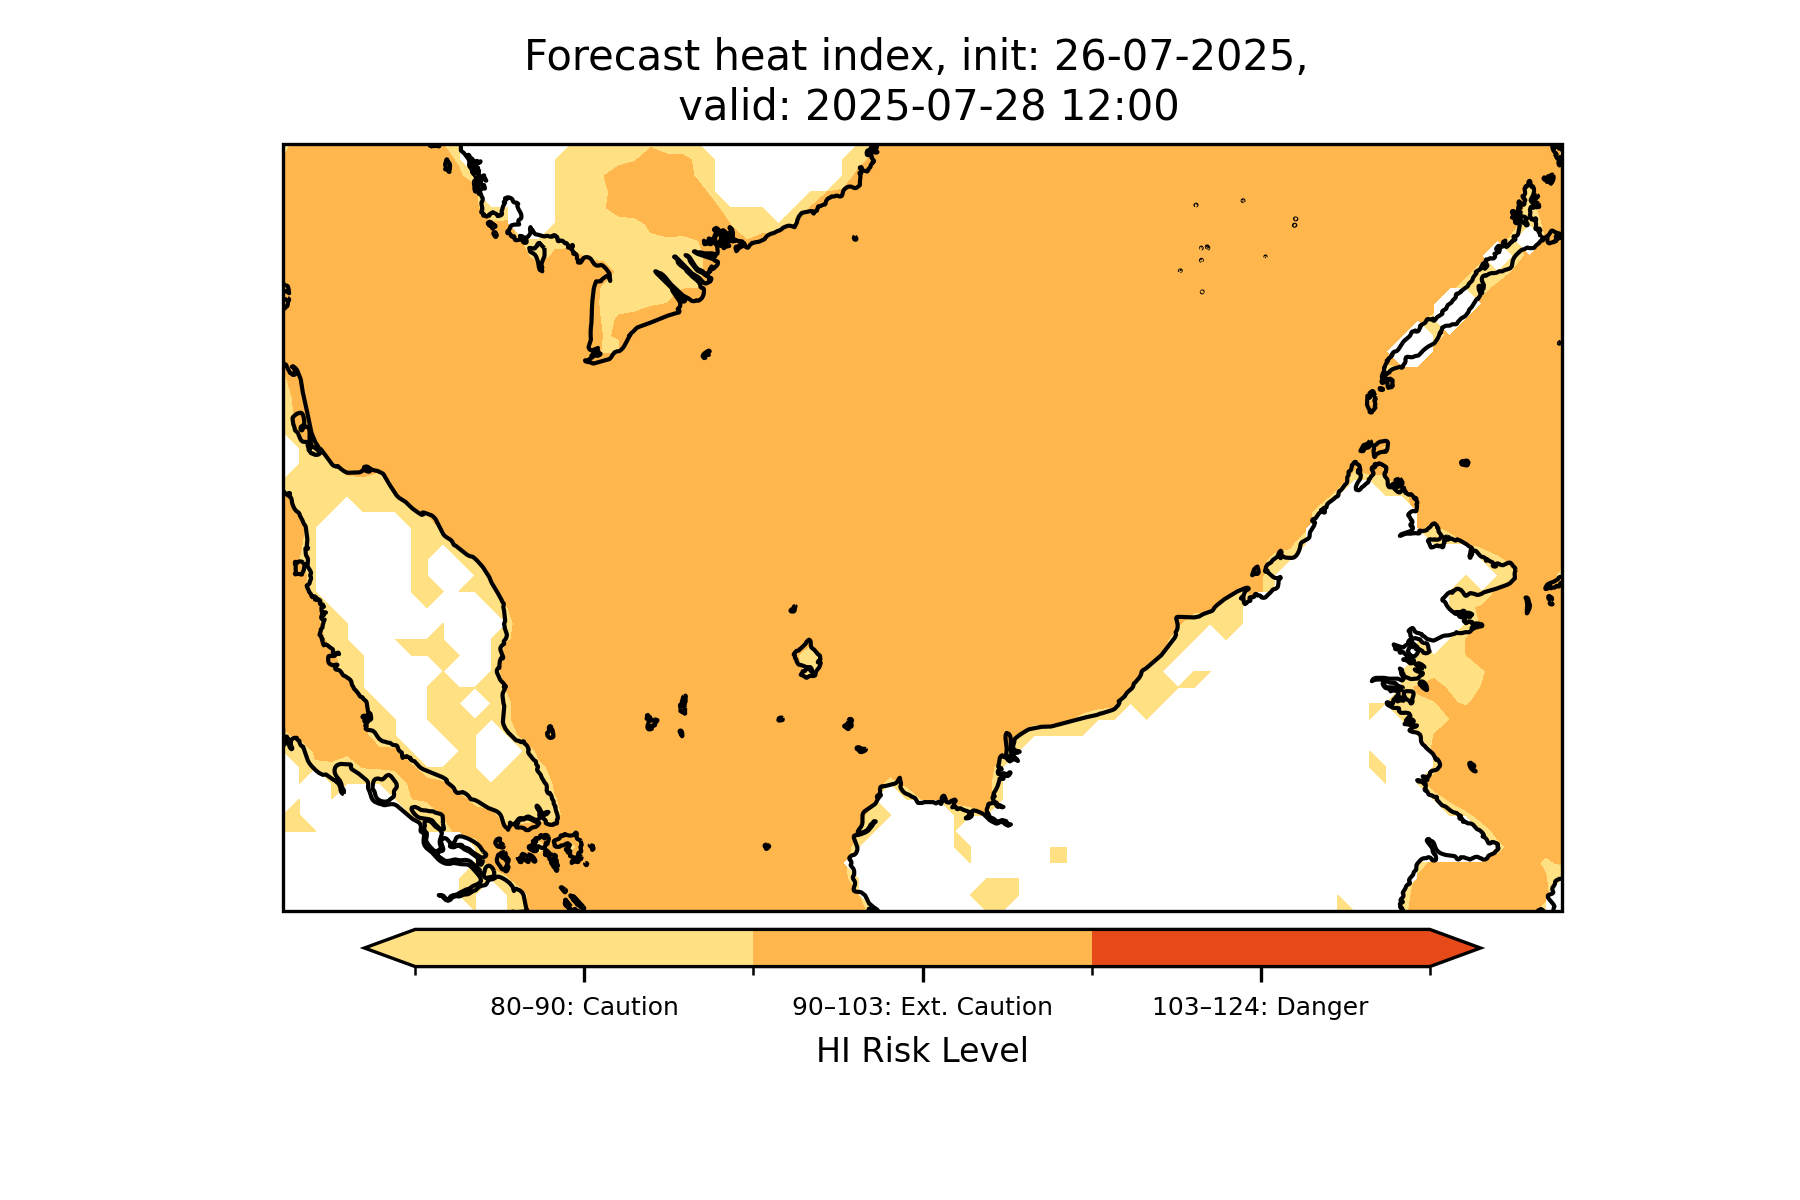 Forecast heat index, init: 26-07-2025,
valid: 2025-07-28 12:00
80–90: Caution
90–103: Ext. Caution
103–124: Danger
HI Risk Level